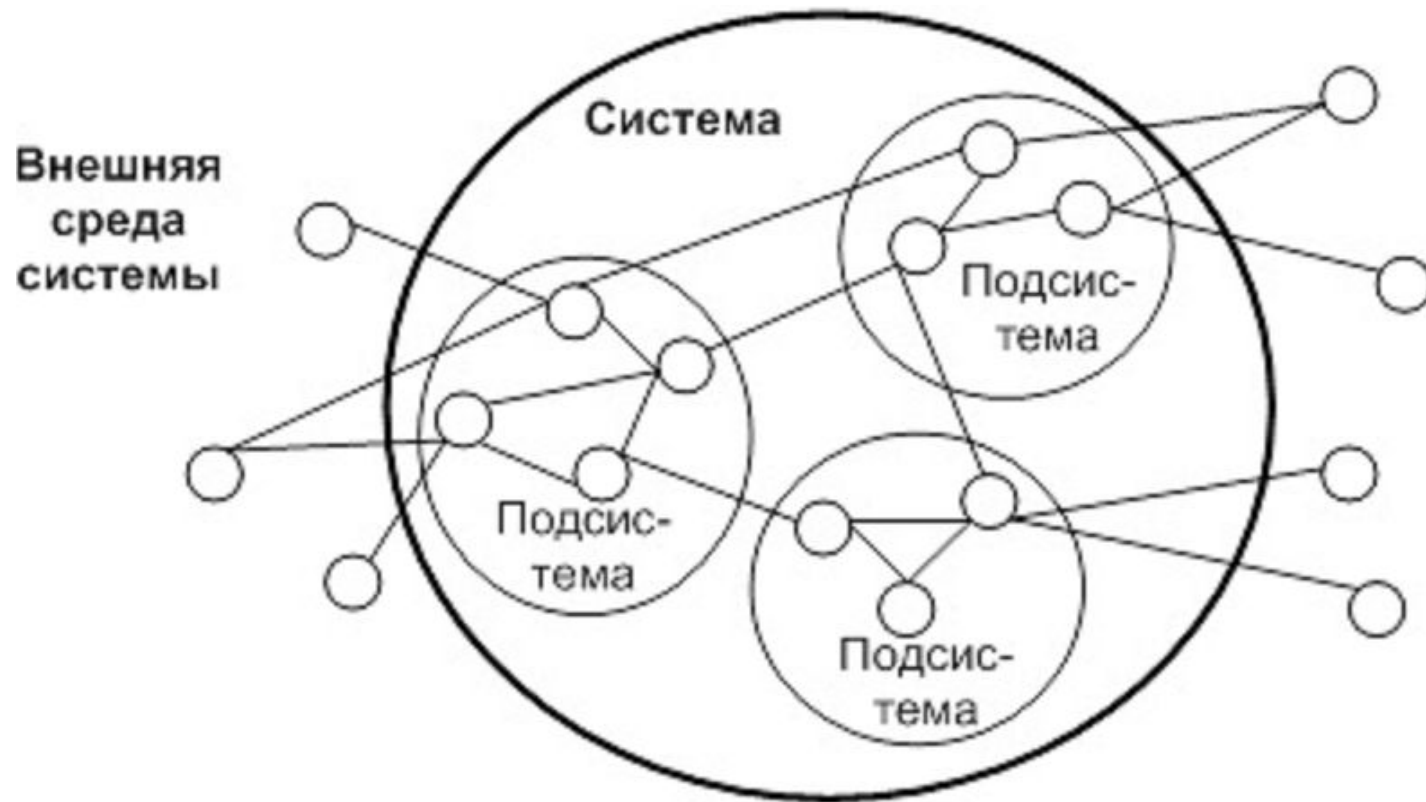 Система
Внешняя
среда
системы
Подсис-
тема
Подсис-
тема
Подсис-
тема